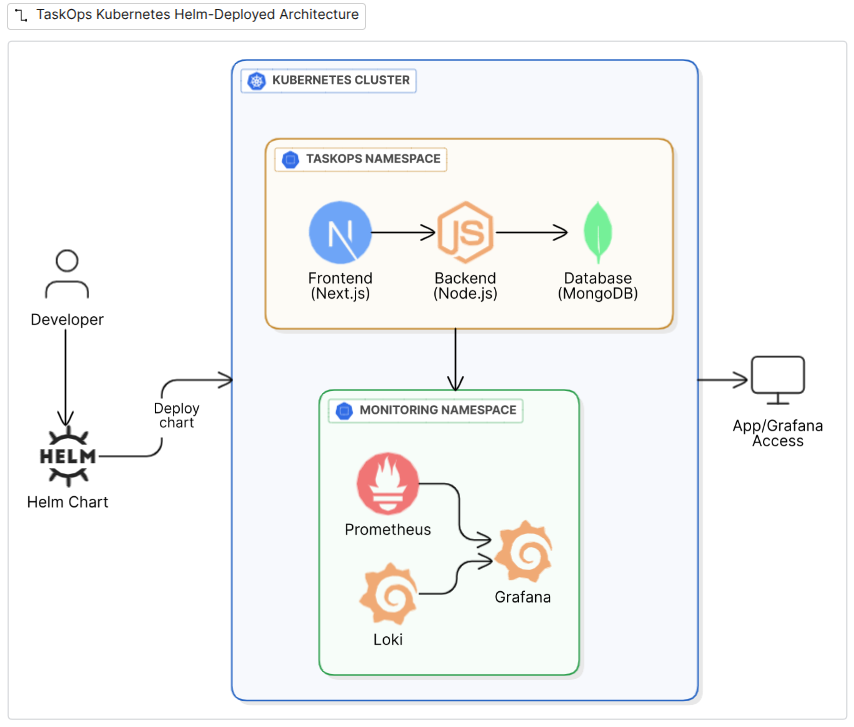 TaskOps Kubernetes Helm-Deployed Architecture
KUBERNETES CLUSTER
TASKOPS NAMESPACE
N
JS
Frontend
(Next.js)
Backend
(Node.js)
Database
(MongoDB)
Developer
Deploy
chart
HELM
Helm Chart
MONITORING NAMESPACE
Prometheus
Loki
Grafana
App/Grafana
Access